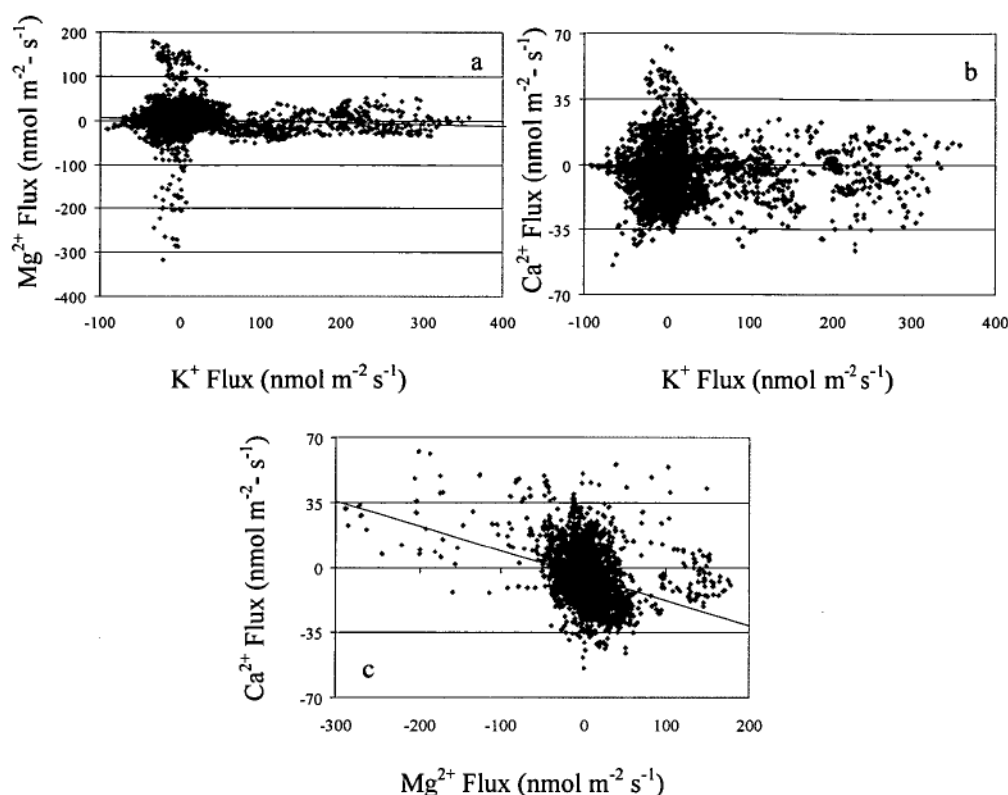 Mg²⁺ Flux (nmol m⁻²- s⁻¹)
200
100
0
-100
-200
-300
-400
a
-100 0 100 200 300 400
K⁺ Flux (nmol m⁻² s⁻¹)
Ca²⁺ Flux (nmol m⁻²- s⁻¹)
70
35
0
-35
-70
b
-100 0 100 200 300 400
K⁺ Flux (nmol m⁻² s⁻¹)
Ca²⁺ Flux (nmol m⁻²- s⁻¹)
70
35
0
-35
-70
c
-300 -200 -100 0 100 200
Mg²⁺ Flux (nmol m⁻² s⁻¹)